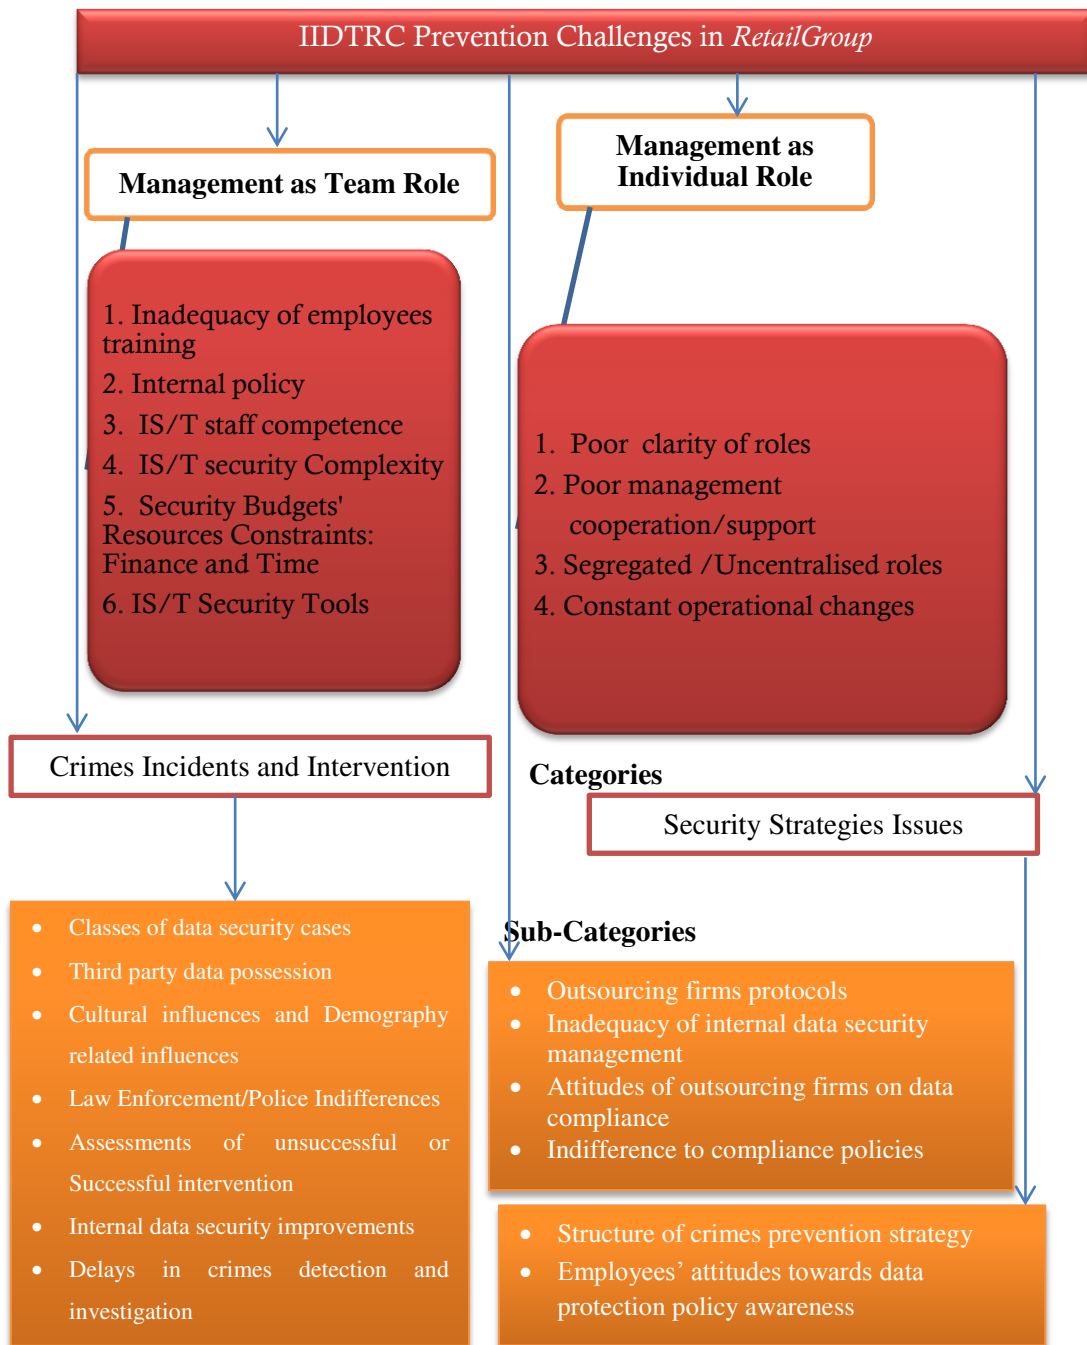 IIDTRC Prevention Challenges in RetailGroup
Management as Team Role
Management as
Individual Role
1. Inadequacy of employees
training
2. Internal policy
3. IS/T staff competence
4. IS/T security Complexity
5. Security Budgets'
Resources Constraints:
Finance and Time
6. IS/T Security Tools
1. Poor clarity of roles
2. Poor management
cooperation/support
3. Segregated /Uncentralised roles
4. Constant operational changes
Crimes Incidents and Intervention
Categories
Security Strategies Issues
• Classes of data security cases
• Third party data possession
• Cultural influences and Demography
related influences
• Law Enforcement/Police Indifferences
• Assessments of unsuccessful or
Successful intervention
• Internal data security improvements
• Delays in crimes detection and
investigation
Sub-Categories
• Outsourcing firms protocols
• Inadequacy of internal data security
management
• Attitudes of outsourcing firms on data
compliance
• Indifference to compliance policies
• Structure of crimes prevention strategy
• Employees’ attitudes towards data
protection policy awareness